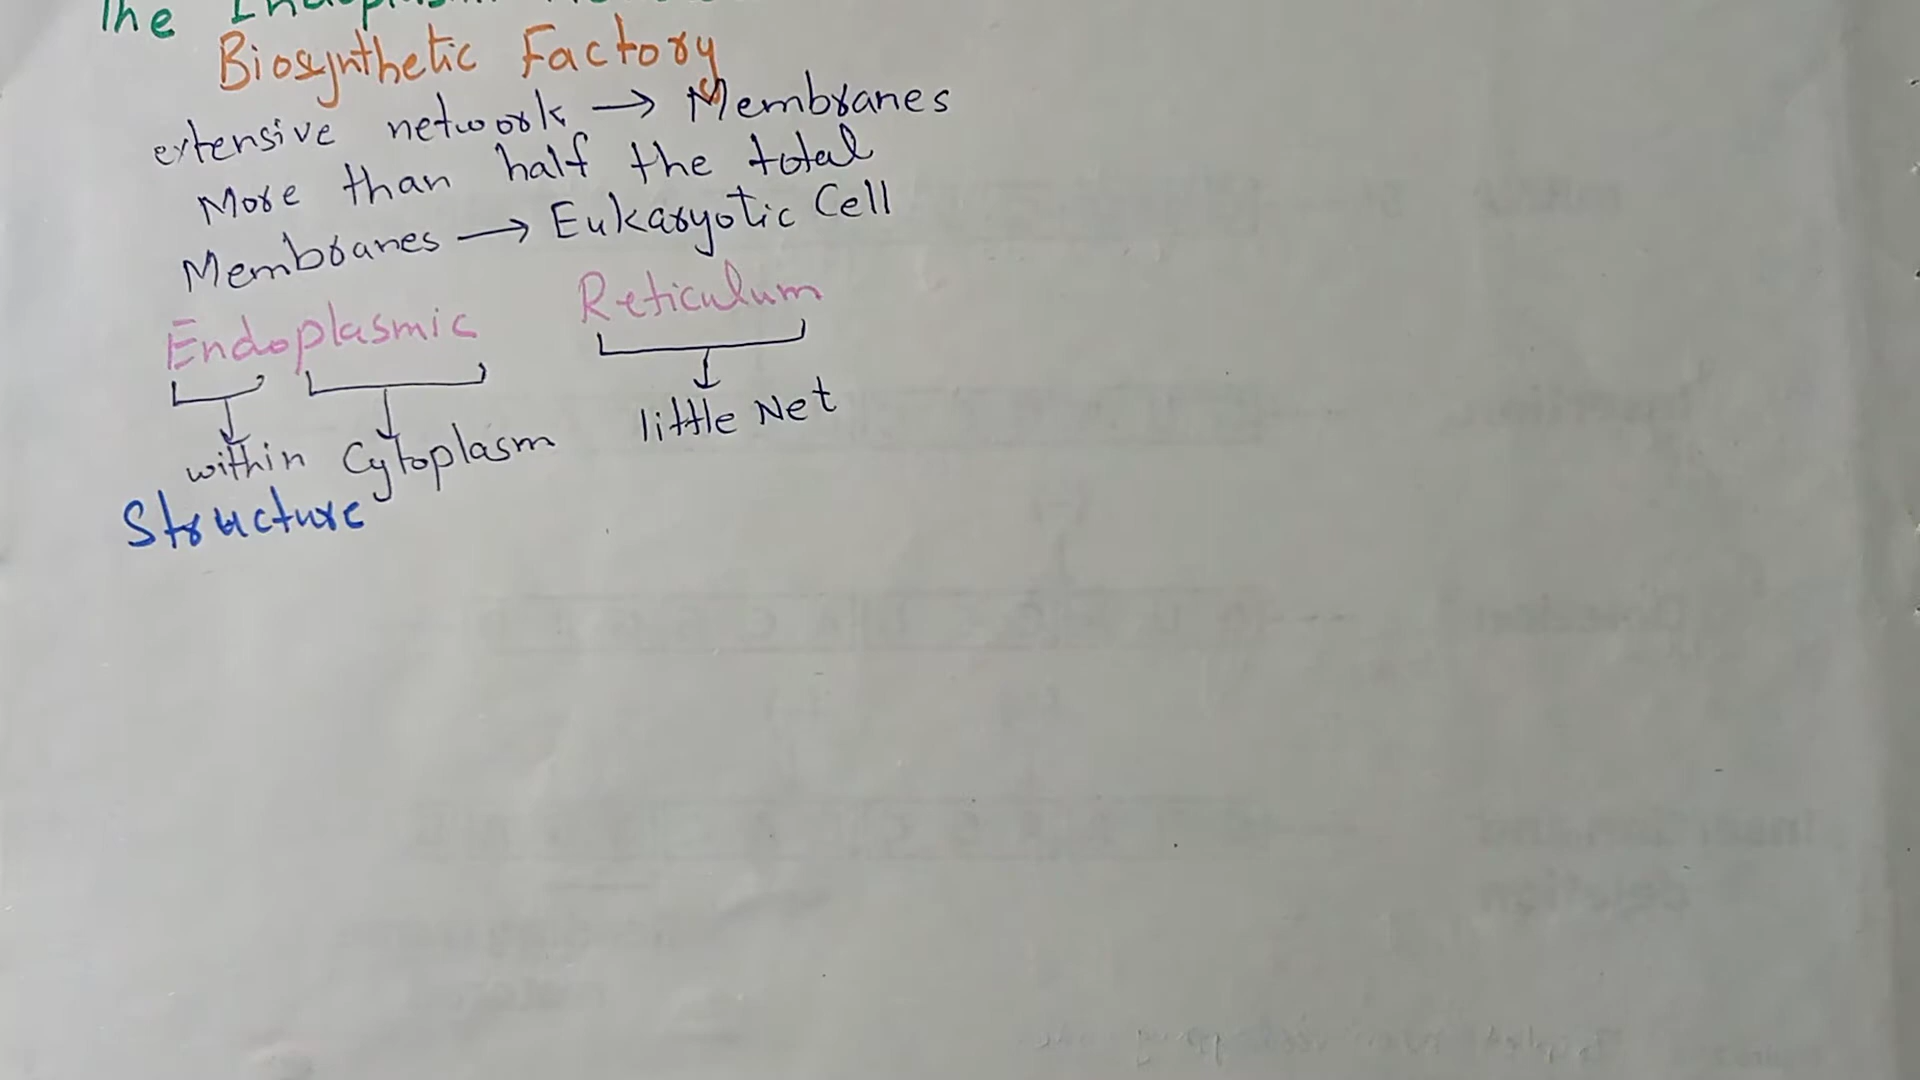 The
Biosynthetic Factory
extensive network → Membranes
More than half the total
Membranes → Eukaryotic Cell
Endoplasmic Reticulum
within Cytoplasm little Net
Structure